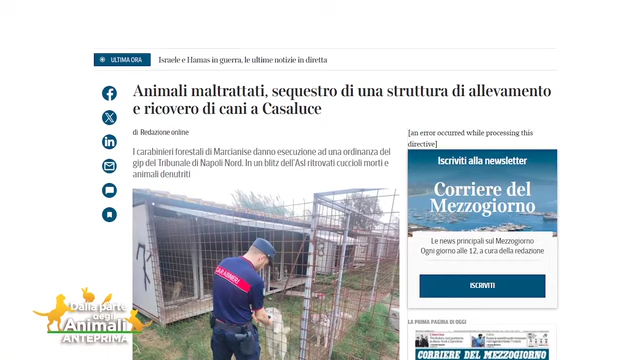 ULTIMA ORA
Israele e Hamas in guerra, le ultime notizie in diretta
Animali maltrattati, sequestro di una struttura di allevamento
e ricovero di cani a Casaluce
di Redazione online
I carabinieri forestali di Marcianise danno esecuzione ad una ordinanza del
gip del Tribunale di Napoli Nord. In un blitz dell'Asl ritrovati cuccioli morti e
animali denutriti
CARABINIERI
[an error occurred while processing this
directive]
Iscriviti alla newsletter
Corriere del
Mezzogiorno
Le news principali sul Mezzogiorno
Ogni giorno alle 12, a cura della redazione
ISCRIVITI
LA PRIMA PAGINA DI OGGI
CORRIERE DEL MEZZOGIORNO
Dalla parte
degli
Animali
ANTEPRIMA